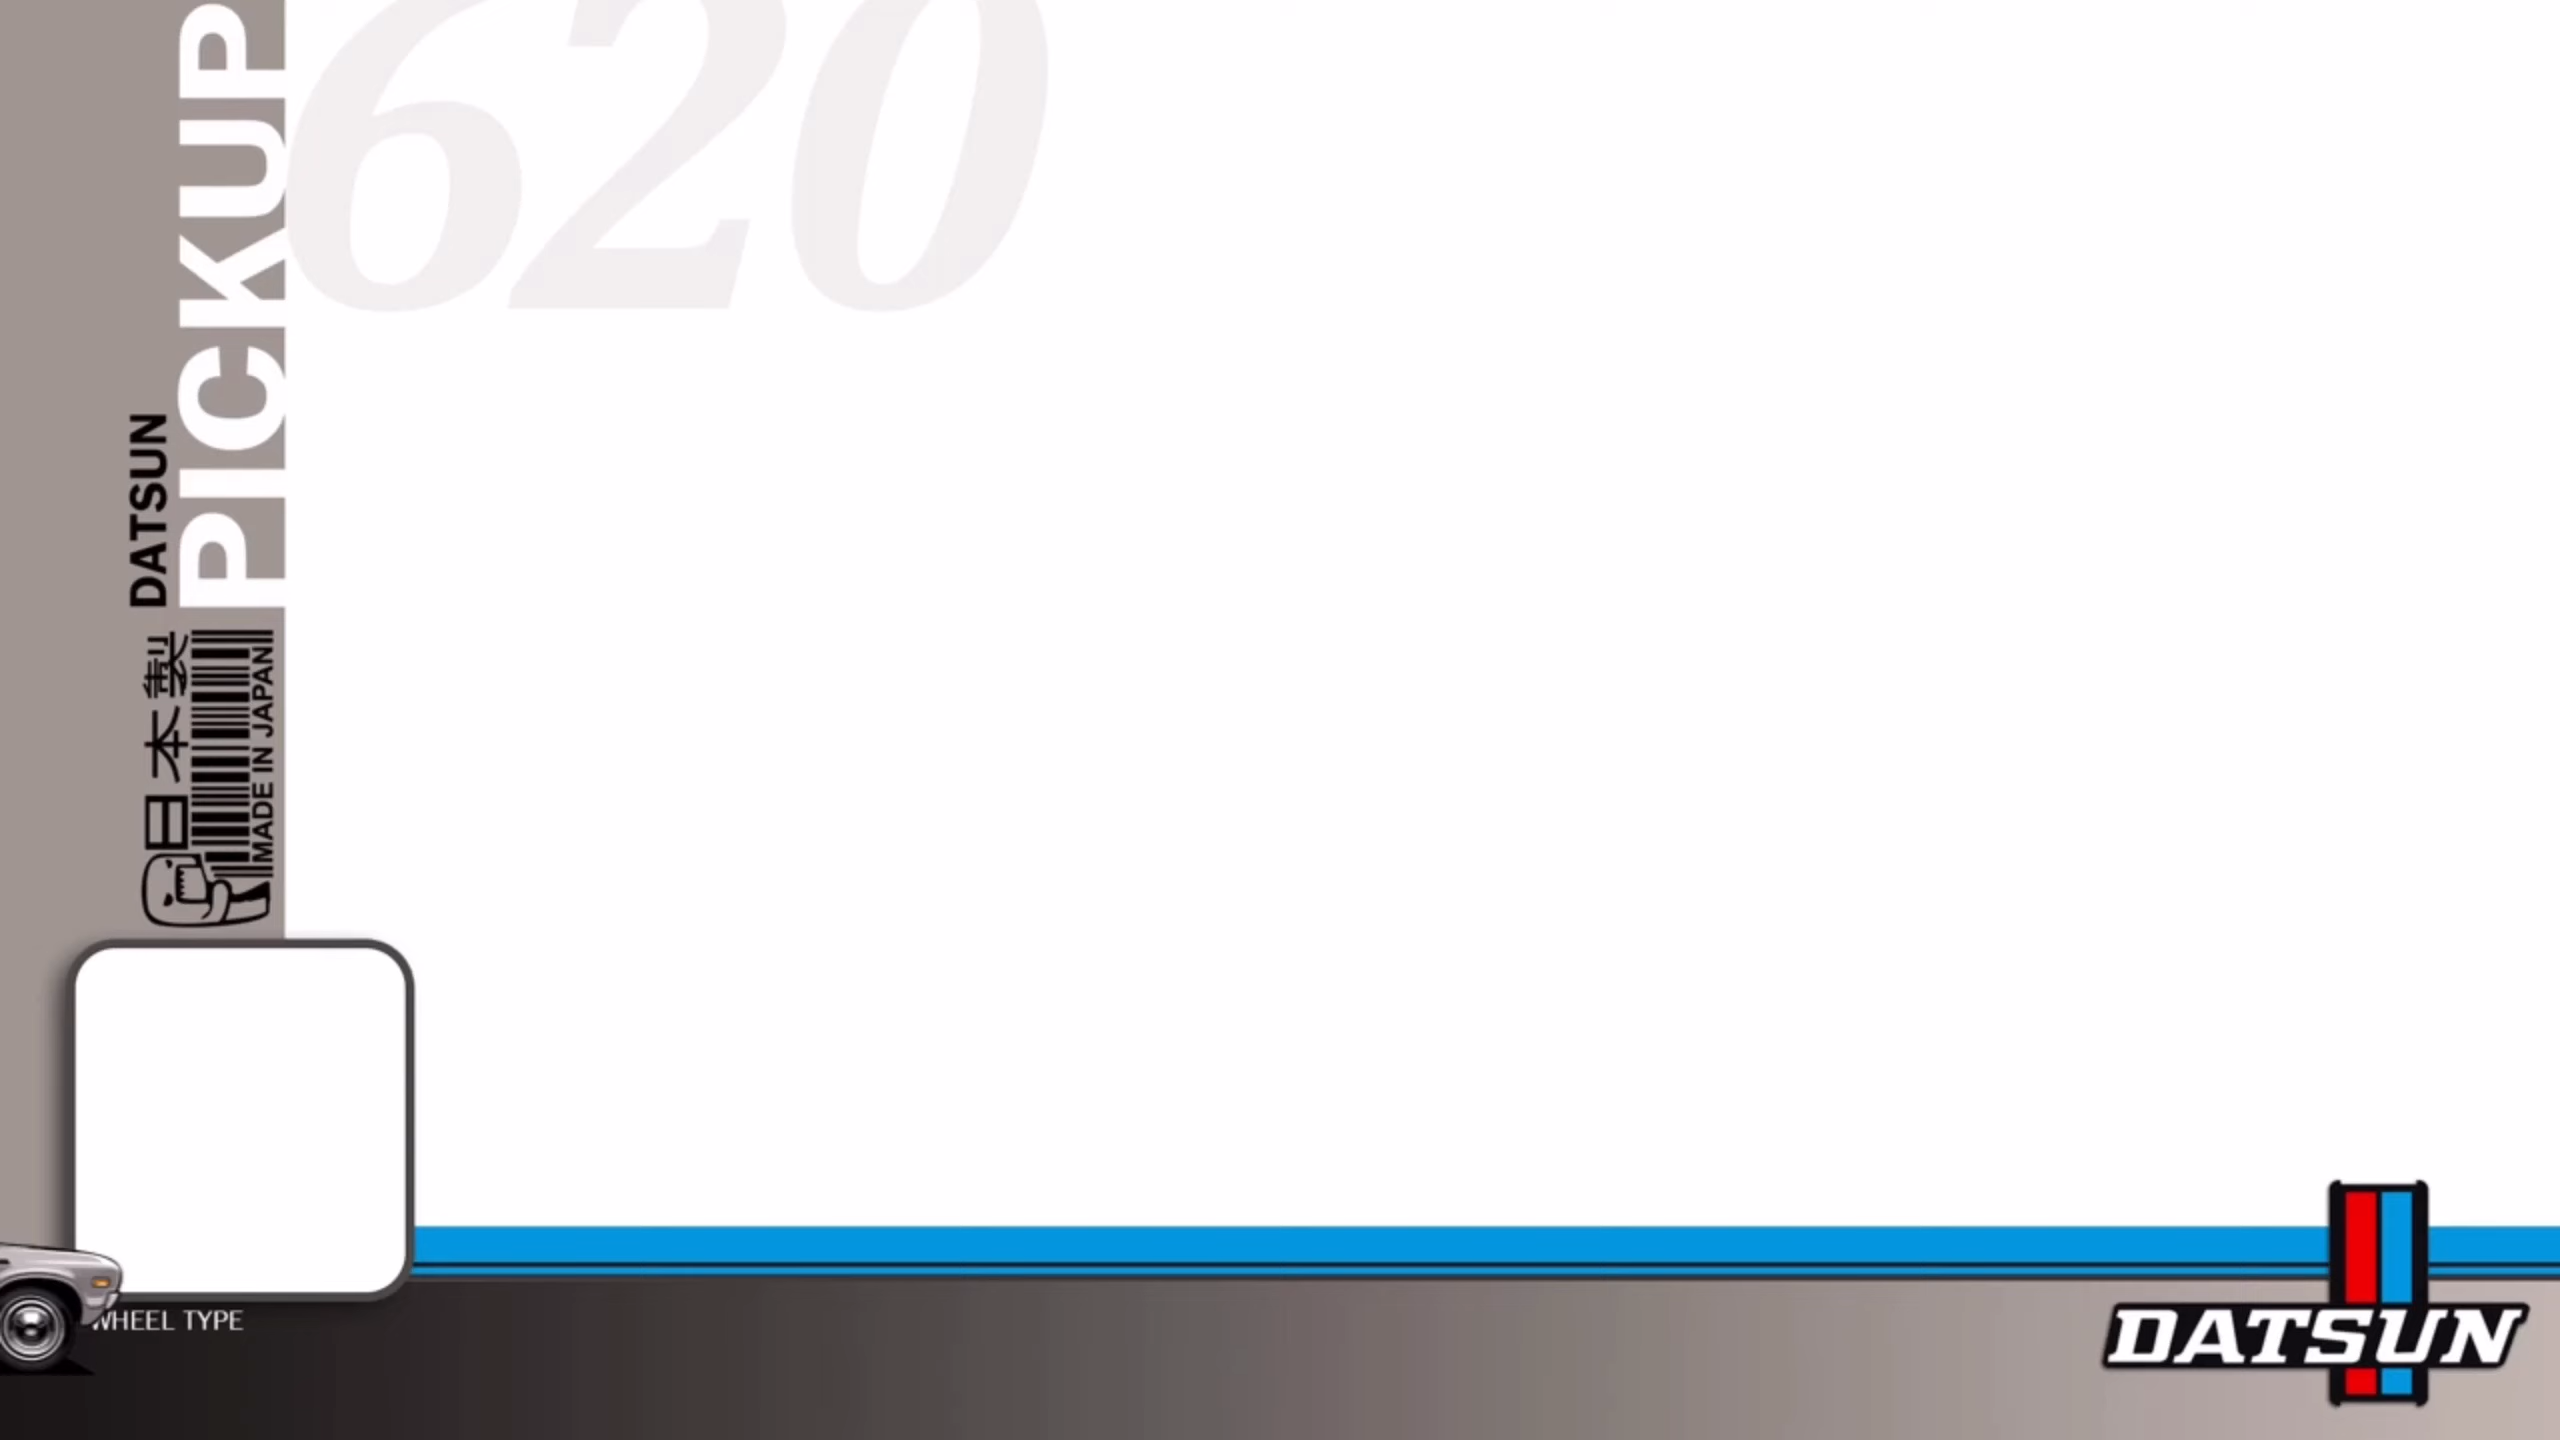 620
PICKUP
DATSUN
日本製
MADE IN JAPAN
WHEEL TYPE
DATSUN